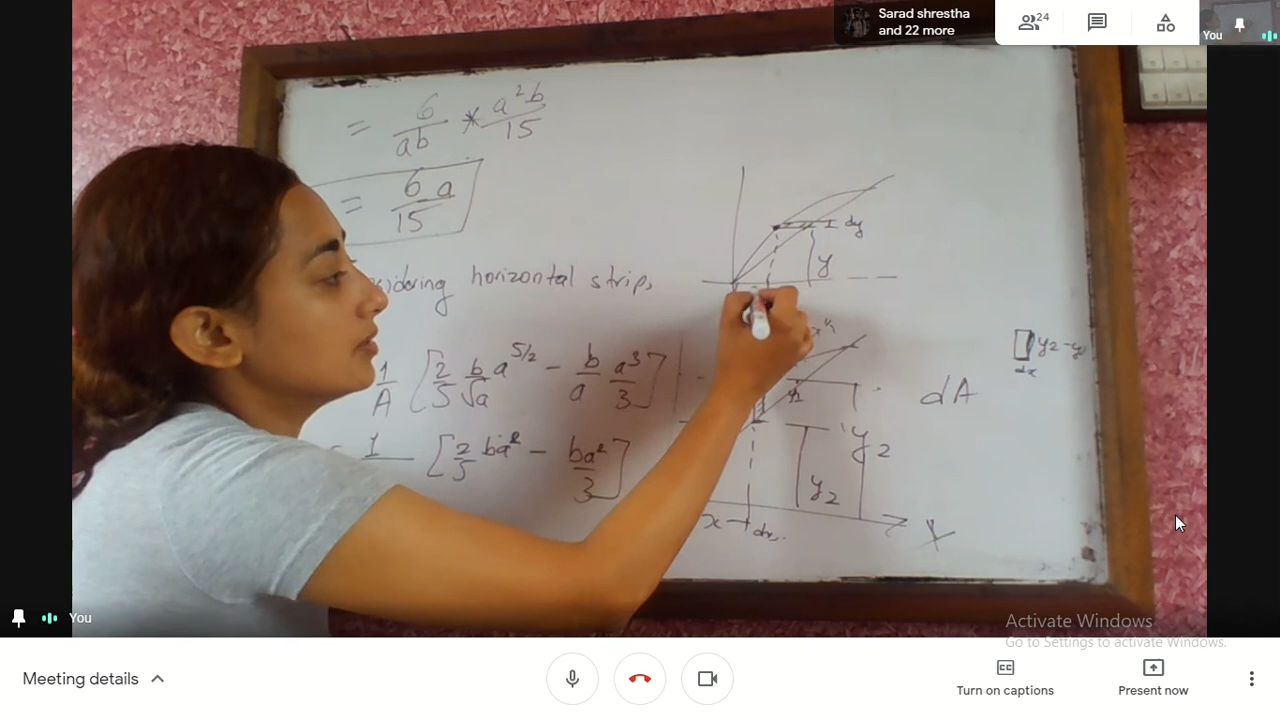 Sarad shrestha
and 22 more
24
You
= 6/ab * a²b/15
= 6a/15
horizontal strip,
dy
y
1/A [2/5 b/√a a^5/2 - b/a a³/3]
y2-y
dx
dA
= 1 [2/5 ba² - ba²/3]
y2
y2
x
dx
You
Activate Windows
Go to Settings to activate Windows.
Meeting details
Turn on captions
Present now